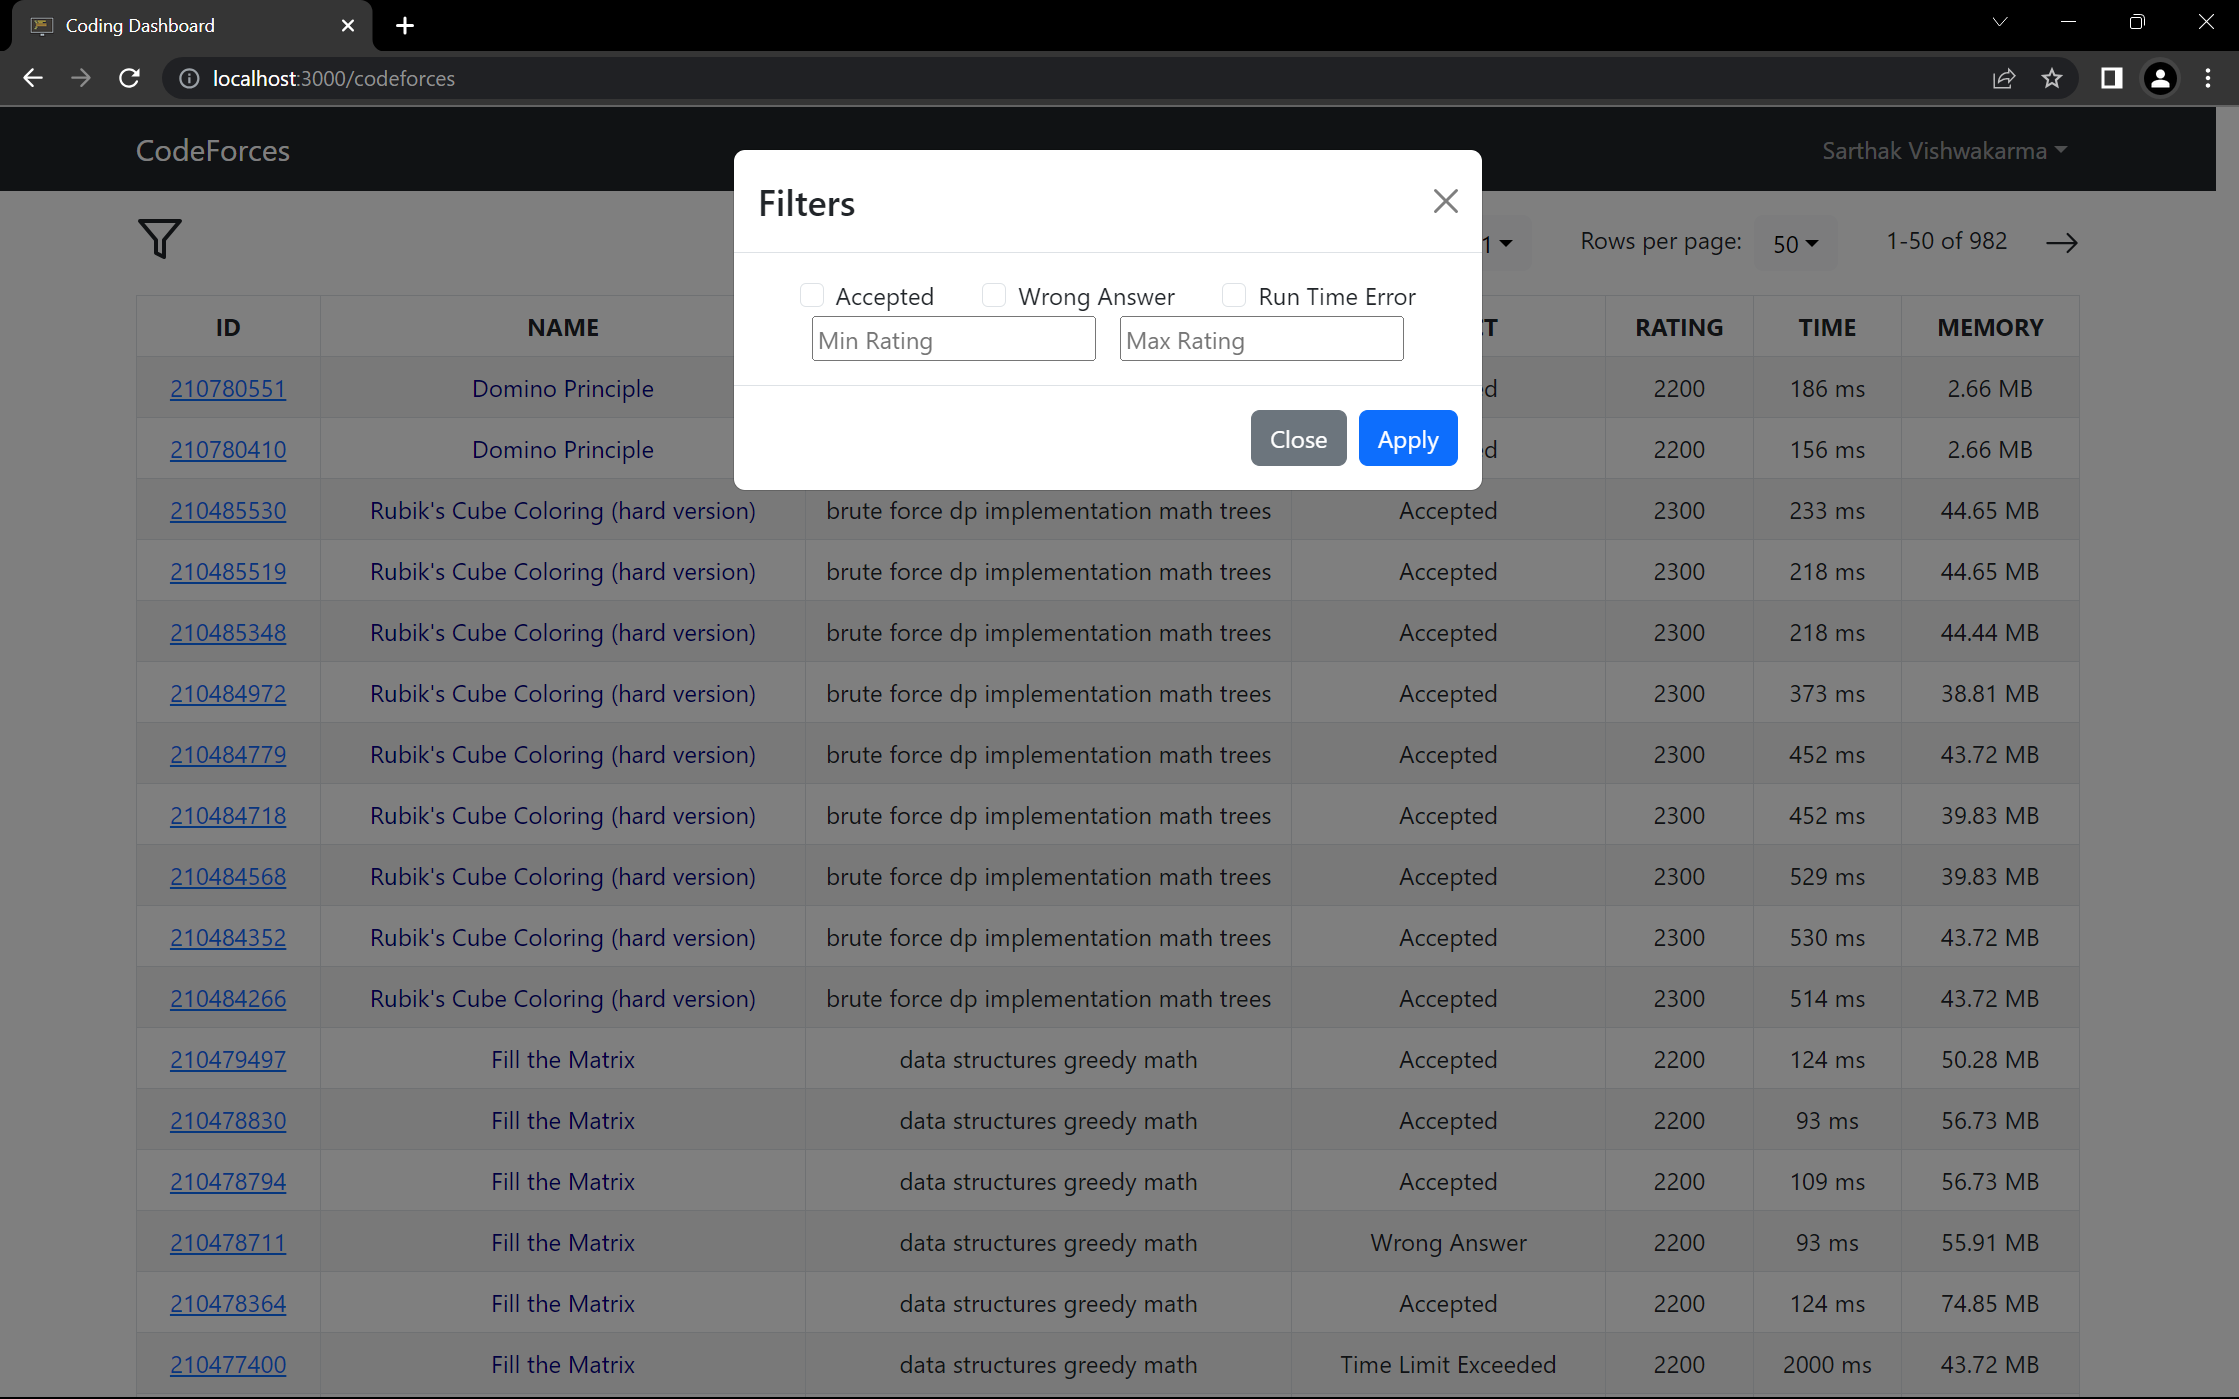 Coding Dashboard
localhost:3000/codeforces
CodeForces
Sarthak Vishwakarma
Filters
1
Rows per page:
50
1-50 of 982
Accepted Wrong Answer Run Time Error
Min Rating Max Rating
Close Apply
ID NAME T RATING TIME MEMORY
210780551 Domino Principle d 2200 186 ms 2.66 MB
210780410 Domino Principle d 2200 156 ms 2.66 MB
210485530 Rubik's Cube Coloring (hard version) brute force dp implementation math trees Accepted 2300 233 ms 44.65 MB
210485519 Rubik's Cube Coloring (hard version) brute force dp implementation math trees Accepted 2300 218 ms 44.65 MB
210485348 Rubik's Cube Coloring (hard version) brute force dp implementation math trees Accepted 2300 218 ms 44.44 MB
210484972 Rubik's Cube Coloring (hard version) brute force dp implementation math trees Accepted 2300 373 ms 38.81 MB
210484779 Rubik's Cube Coloring (hard version) brute force dp implementation math trees Accepted 2300 452 ms 43.72 MB
210484718 Rubik's Cube Coloring (hard version) brute force dp implementation math trees Accepted 2300 452 ms 39.83 MB
210484568 Rubik's Cube Coloring (hard version) brute force dp implementation math trees Accepted 2300 529 ms 39.83 MB
210484352 Rubik's Cube Coloring (hard version) brute force dp implementation math trees Accepted 2300 530 ms 43.72 MB
210484266 Rubik's Cube Coloring (hard version) brute force dp implementation math trees Accepted 2300 514 ms 43.72 MB
210479497 Fill the Matrix data structures greedy math Accepted 2200 124 ms 50.28 MB
210478830 Fill the Matrix data structures greedy math Accepted 2200 93 ms 56.73 MB
210478794 Fill the Matrix data structures greedy math Accepted 2200 109 ms 56.73 MB
210478711 Fill the Matrix data structures greedy math Wrong Answer 2200 93 ms 55.91 MB
210478364 Fill the Matrix data structures greedy math Accepted 2200 124 ms 74.85 MB
210477400 Fill the Matrix data structures greedy math Time Limit Exceeded 2200 2000 ms 43.72 MB